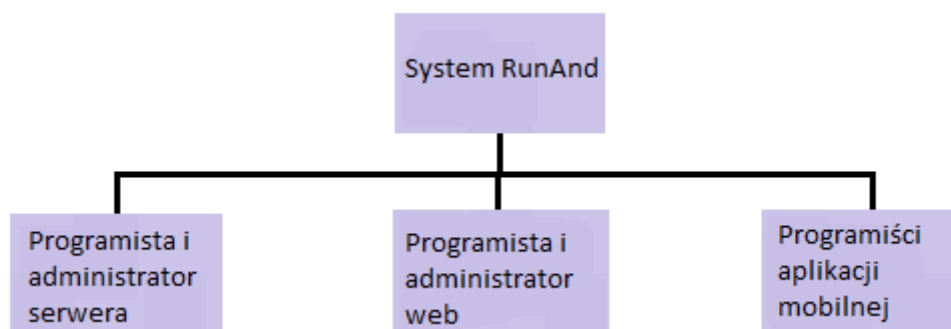 System RunAnd
Programista i
administrator
serwera
Programista i
administrator
web
Programiści
aplikacji
mobilnej